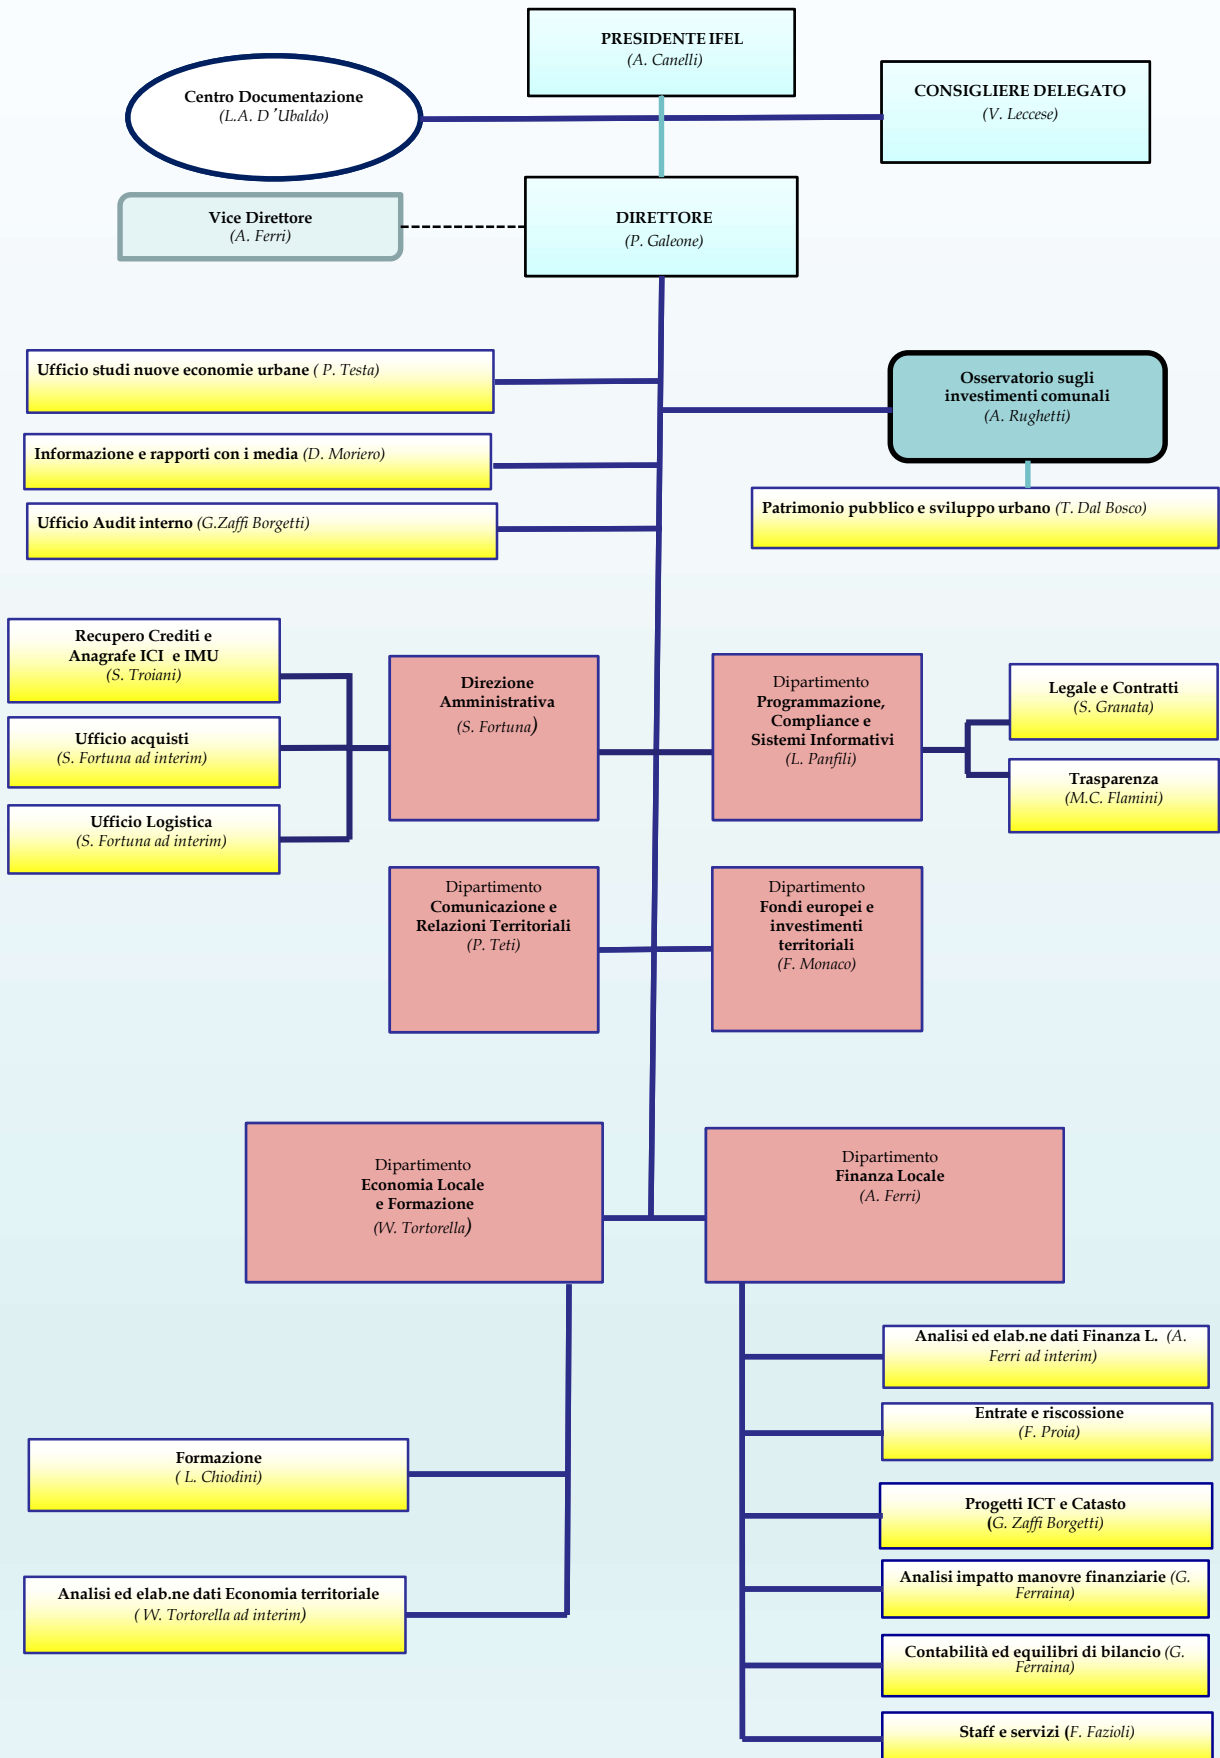 PRESIDENTE IFEL
(A. Canelli)
Centro Documentazione
(L.A. D ’Ubaldo)
CONSIGLIERE DELEGATO
(V. Leccese)
Vice Direttore
(A. Ferri)
DIRETTORE
(P. Galeone)
Ufficio studi nuove economie urbane ( P. Testa)
Osservatorio sugli
investimenti comunali
(A. Rughetti)
Informazione e rapporti con i media (D. Moriero)
Patrimonio pubblico e sviluppo urbano (T. Dal Bosco)
Ufficio Audit interno (G.Zaffi Borgetti)
Recupero Crediti e
Anagrafe ICI e IMU
(S. Troiani)
Ufficio acquisti
(S. Fortuna ad interim)
Ufficio Logistica
(S. Fortuna ad interim)
Direzione
Amministrativa
(S. Fortuna)
Dipartimento
Programmazione,
Compliance e
Sistemi Informativi
(L. Panfili)
Legale e Contratti
(S. Granata)
Trasparenza
(M.C. Flamini)
Dipartimento
Comunicazione e
Relazioni Territoriali
(P. Teti)
Dipartimento
Fondi europei e
investimenti
territoriali
(F. Monaco)
Dipartimento
Economia Locale
e Formazione
(W. Tortorella)
Dipartimento
Finanza Locale
(A. Ferri)
Formazione
( L. Chiodini)
Analisi ed elab.ne dati Economia territoriale
( W. Tortorella ad interim)
Analisi ed elab.ne dati Finanza L. (A.
Ferri ad interim)
Entrate e riscossione
(F. Proia)
Progetti ICT e Catasto
(G. Zaffi Borgetti)
Analisi impatto manovre finanziarie (G.
Ferraina)
Contabilità ed equilibri di bilancio (G.
Ferraina)
Staff e servizi (F. Fazioli)